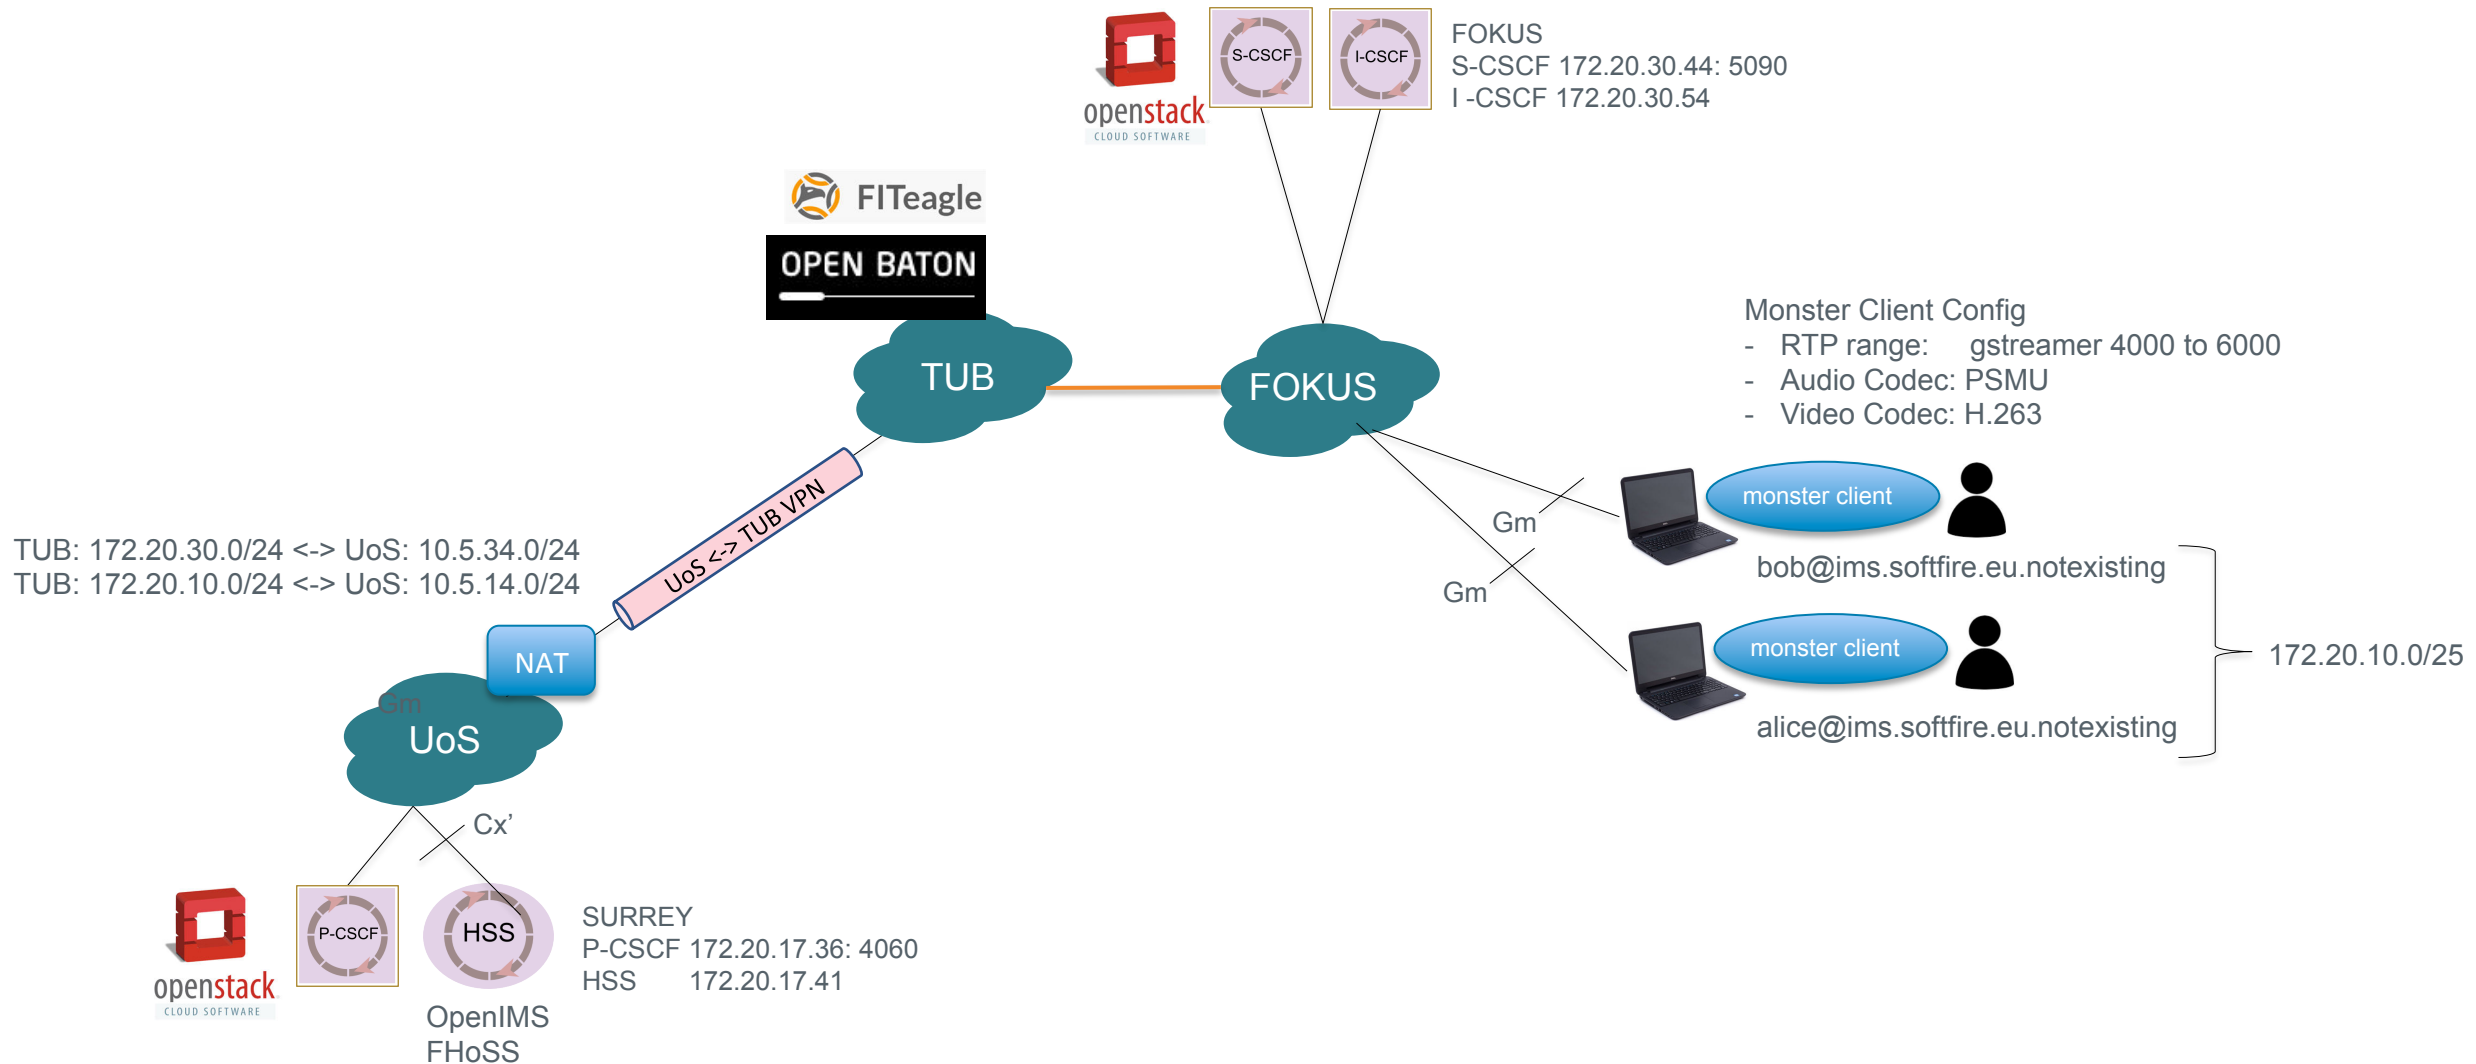 S-CSCF
I-CSCF
FOKUS
S-CSCF 172.20.30.44: 5090
I -CSCF 172.20.30.54
openstack
CLOUD SOFTWARE
FITeagle
OPEN BATON
TUB
FOKUS
Monster Client Config
- RTP range: gstreamer 4000 to 6000
- Audio Codec: PSMU
- Video Codec: H.263
monster client
Gm
bob@ims.softfire.eu.notexisting
Gm
monster client
172.20.10.0/25
alice@ims.softfire.eu.notexisting
UoS <-> TUB VPN
TUB: 172.20.30.0/24 <-> UoS: 10.5.34.0/24
TUB: 172.20.10.0/24 <-> UoS: 10.5.14.0/24
NAT
Gm
UoS
Cx’
P-CSCF
HSS
openstack
CLOUD SOFTWARE
SURREY
P-CSCF 172.20.17.36: 4060
HSS 172.20.17.41
OpenIMS
FHoSS